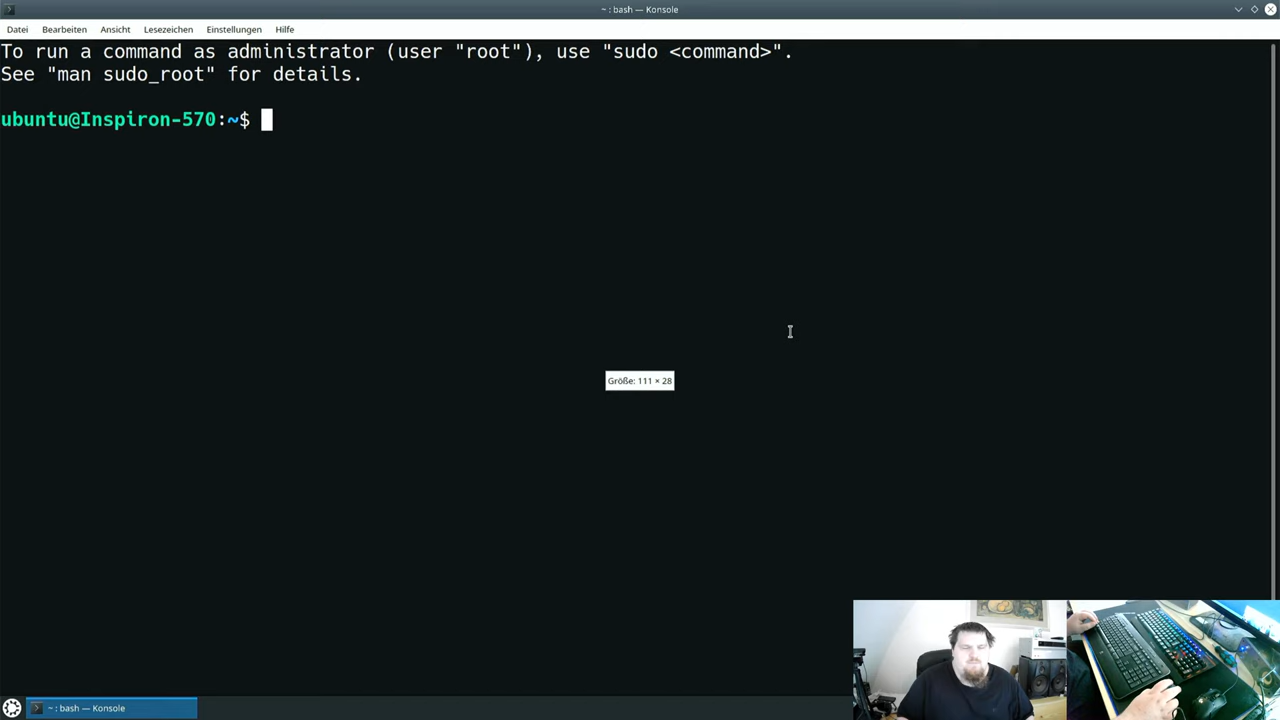 ~ : bash — Konsole
Datei Bearbeiten Ansicht Lesezeichen Einstellungen Hilfe
To run a command as administrator (user "root"), use "sudo <command>".
See "man sudo_root" for details.
ubuntu@Inspiron-570:~$
Größe: 111 × 28
~ : bash — Konsole